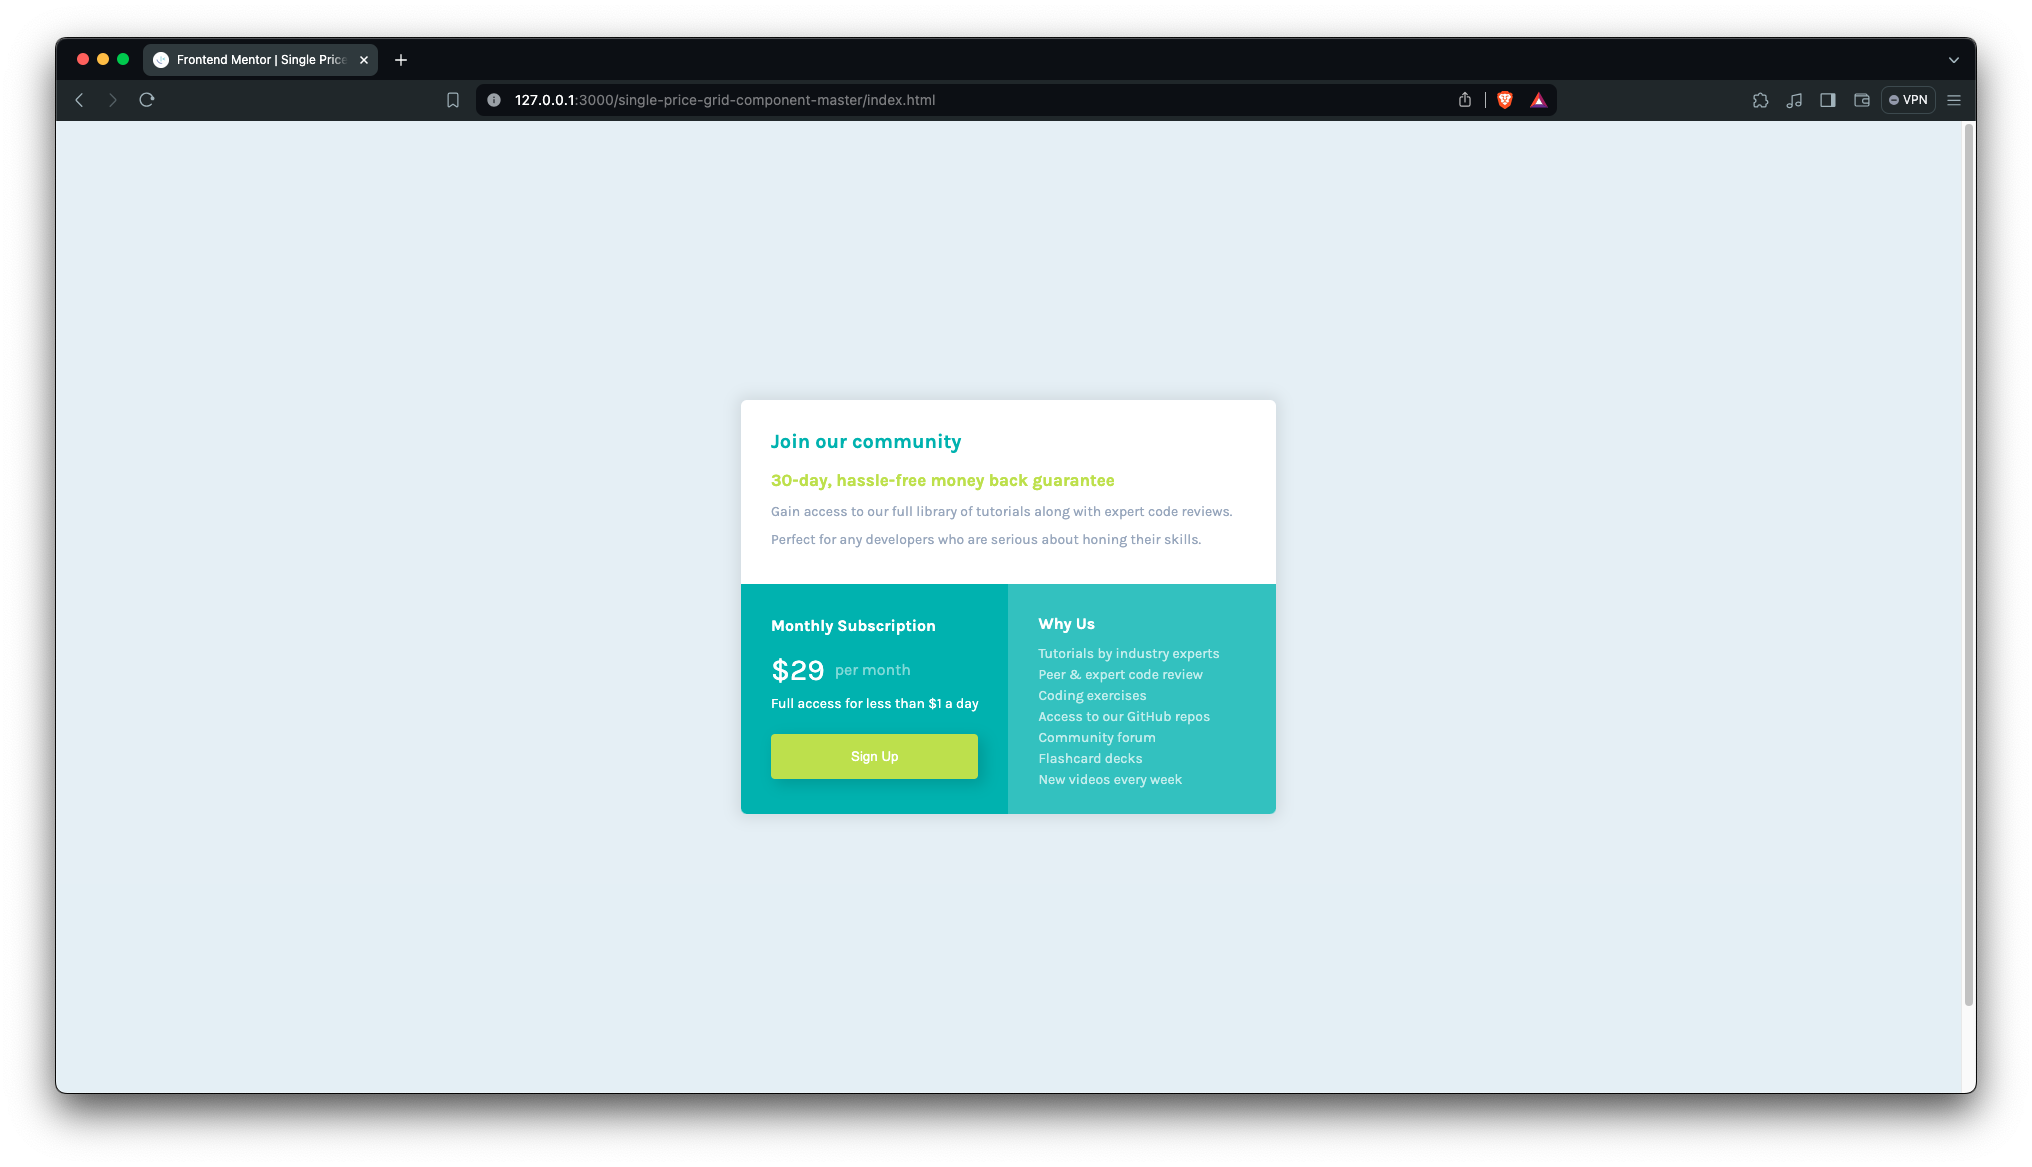 Frontend Mentor | Single Price
127.0.0.1:3000/single-price-grid-component-master/index.html
VPN
Join our community
30-day, hassle-free money back guarantee
Gain access to our full library of tutorials along with expert code reviews.
Perfect for any developers who are serious about honing their skills.
Monthly Subscription
$29 per month
Full access for less than $1 a day
Sign Up
Why Us
Tutorials by industry experts
Peer & expert code review
Coding exercises
Access to our GitHub repos
Community forum
Flashcard decks
New videos every week